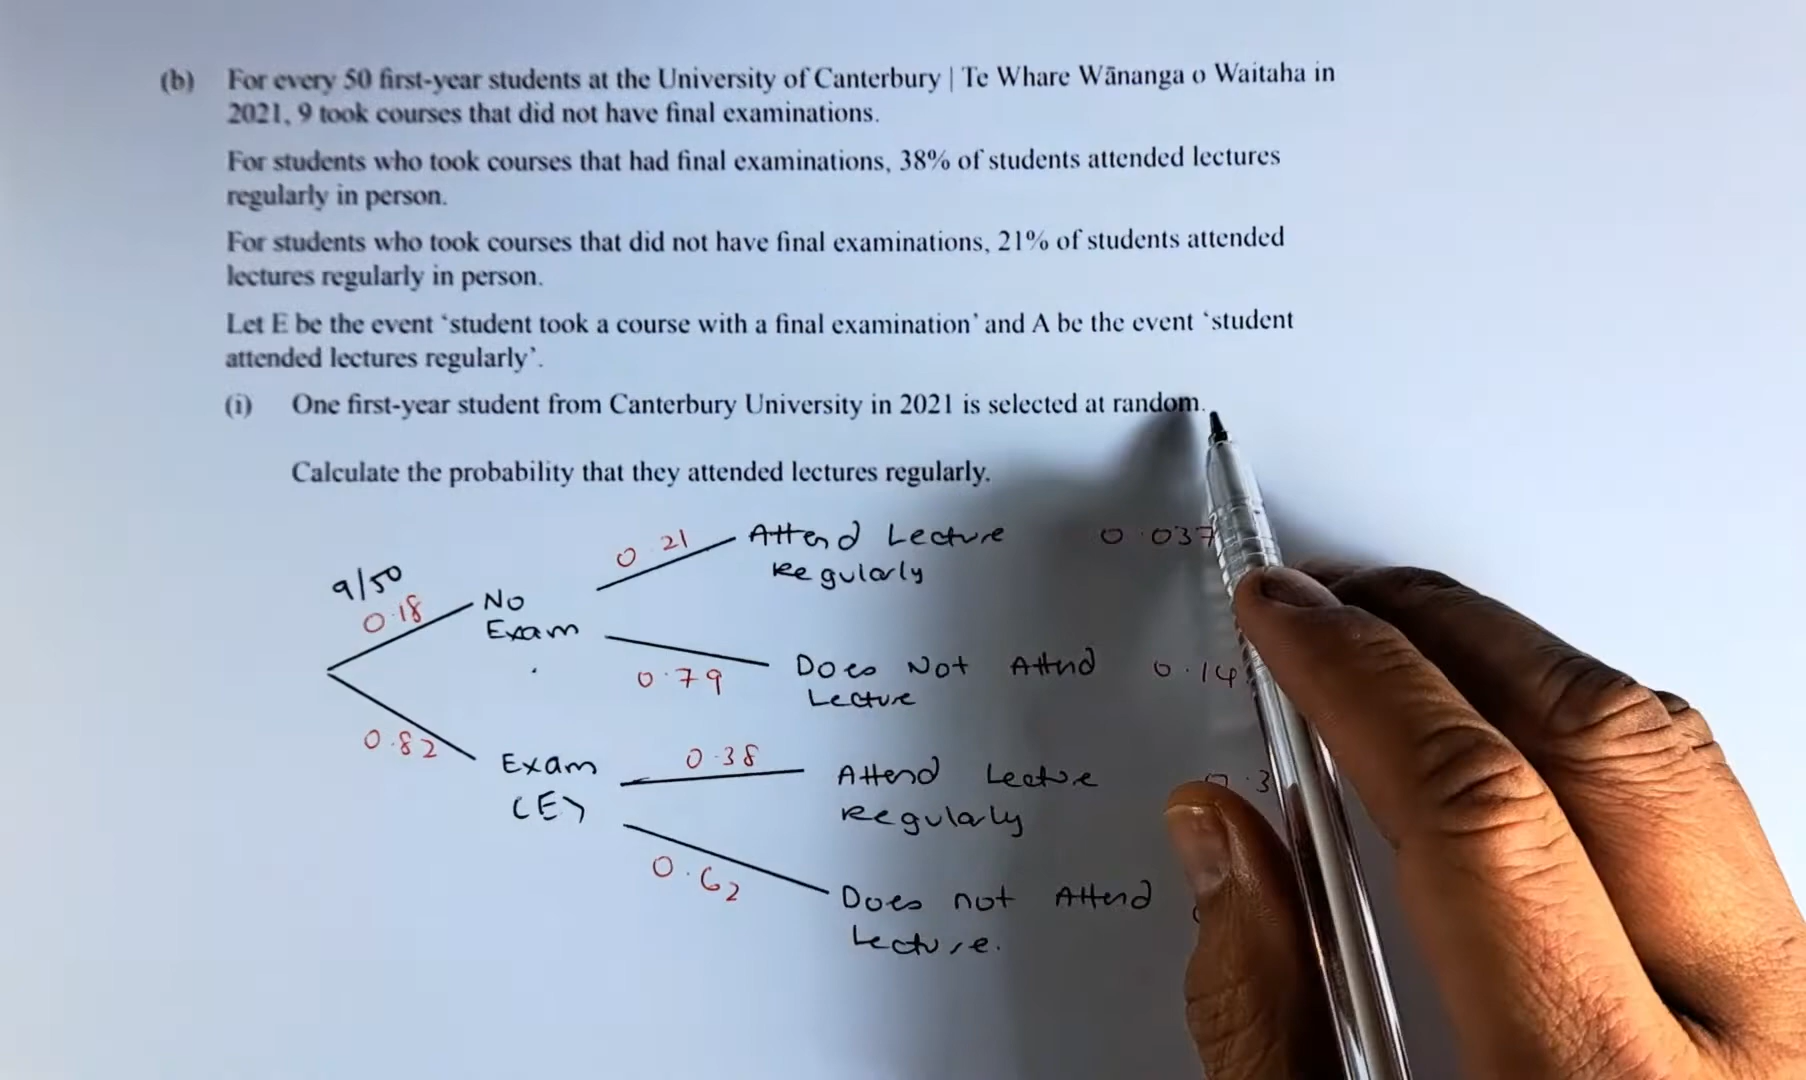 (b) For every 50 first-year students at the University of Canterbury | Te Whare Wānanga o Waitaha in
2021, 9 took courses that did not have final examinations.
For students who took courses that had final examinations, 38% of students attended lectures
regularly in person.
For students who took courses that did not have final examinations, 21% of students attended
lectures regularly in person.
Let E be the event ‘student took a course with a final examination’ and A be the event ‘student
attended lectures regularly’.
(i) One first-year student from Canterbury University in 2021 is selected at random.
Calculate the probability that they attended lectures regularly.
0.21 Attend Lecture 0.037
Regularly
9/50
0.18 No
Exam
0.79 Does Not Attend 0.14
Lecture
0.82 Exam 0.38 Attend Lecture
(E) Regularly
0.62 Does not Attend
Lecture.